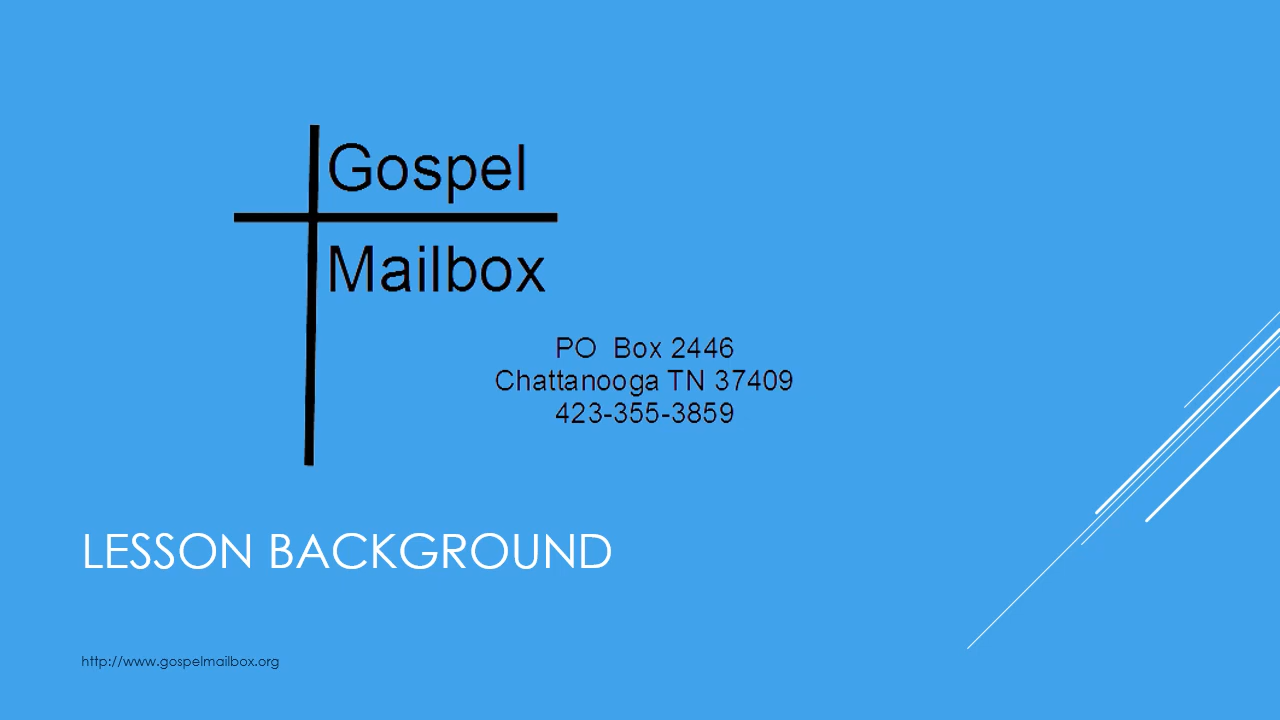 Gospel
Mailbox
PO  Box 2446
Chattanooga TN 37409
423-355-3859
LESSON BACKGROUND
http://www.gospelmailbox.org